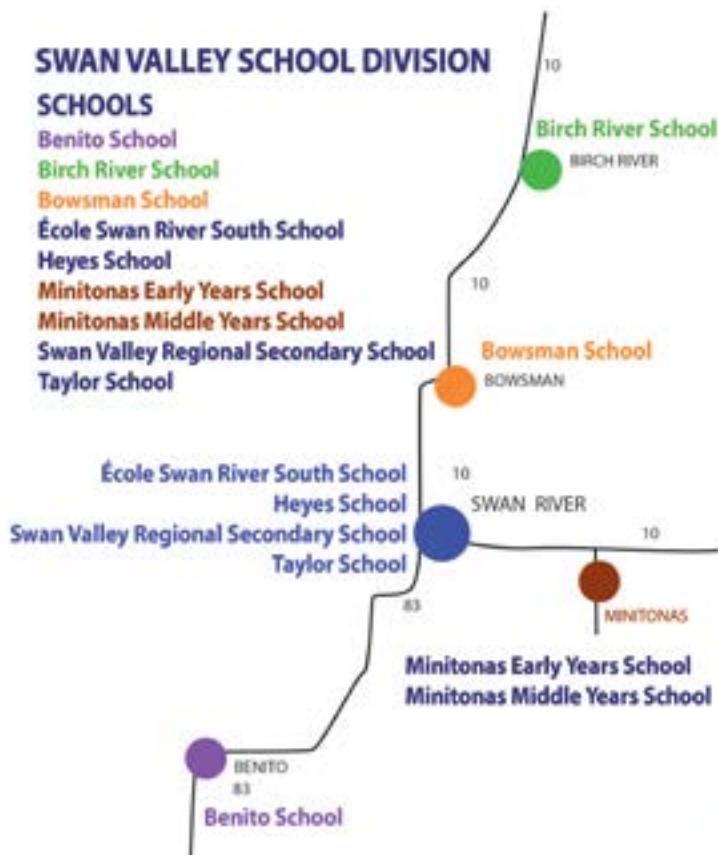 SWAN VALLEY SCHOOL DIVISION
SCHOOLS
Benito School
Birch River School
Bowsman School
École Swan River South School
Heyes School
Minitonas Early Years School
Minitonas Middle Years School
Swan Valley Regional Secondary School
Taylor School
10
Birch River School
BIRCH RIVER
10
Bowsman School
BOWSMAN
École Swan River South School
Heyes School
Swan Valley Regional Secondary School
Taylor School
10
SWAN RIVER
10
83
MINITONAS
Minitonas Early Years School
Minitonas Middle Years School
BENITO
83
Benito School